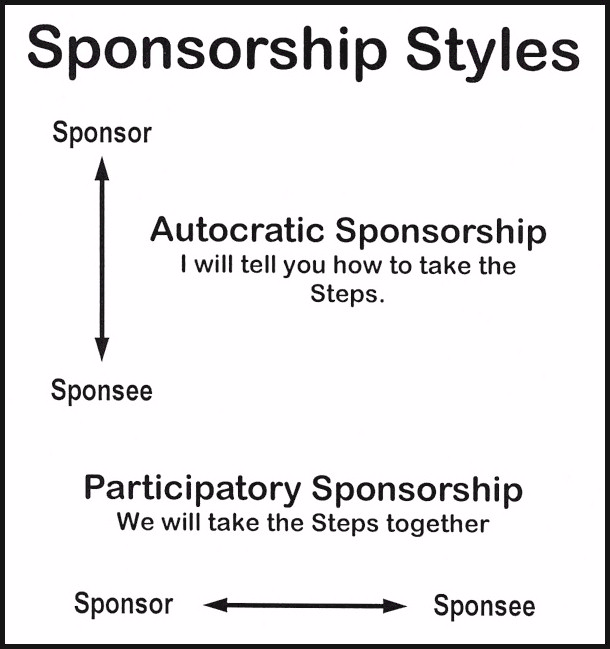 Sponsorship Styles
Sponsor
Autocratic Sponsorship
I will tell you how to take the
Steps.
Sponsee
Participatory Sponsorship
We will take the Steps together
Sponsor
Sponsee